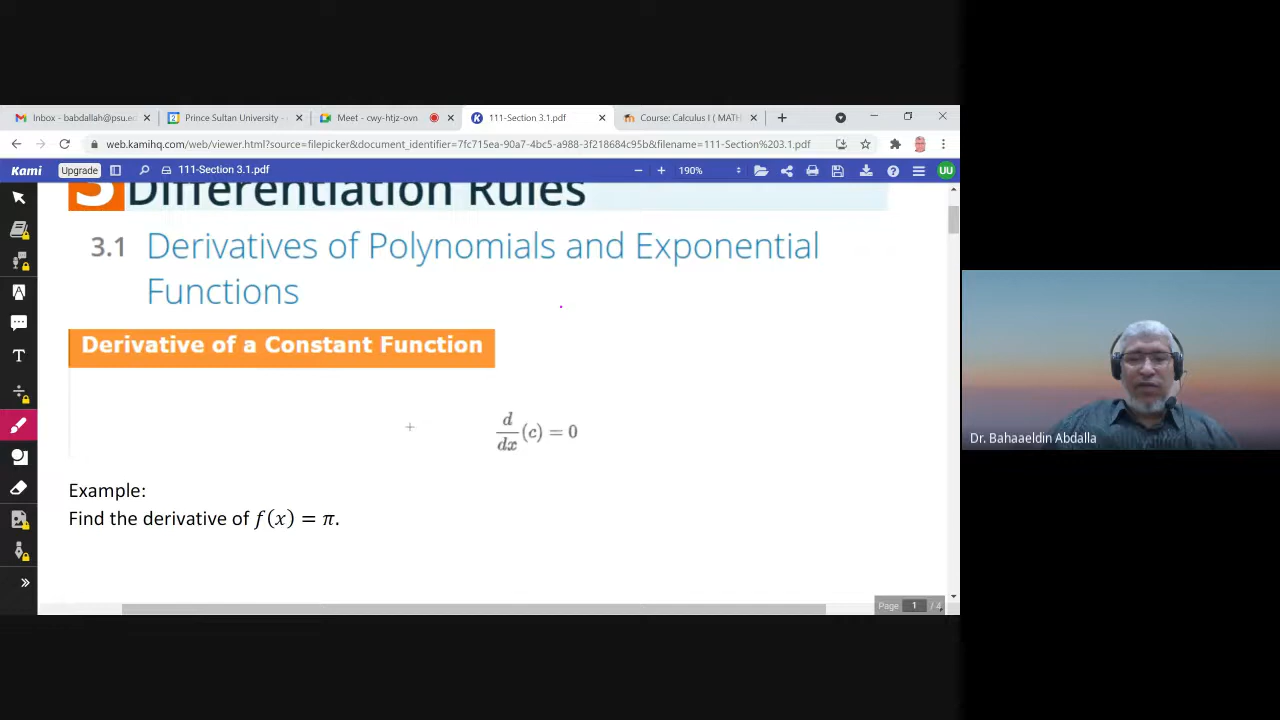 Inbox - babdallah@psu.e
Prince Sultan University -
Meet - cwy-htjz-ovn
111-Section 3.1.pdf
Course: Calculus I ( MATH
web.kamihq.com/web/viewer.html?source=filepicker&document_identifier=7fc715ea-90a7-4bc5-a988-3f218684c95b&filename=111-Section%203.1.pdf
Kami
Upgrade
111-Section 3.1.pdf
190%
UU
3 Differentiation Rules
3.1 Derivatives of Polynomials and Exponential
Functions
Derivative of a Constant Function
d/dx (c) = 0
Example:
Find the derivative of f(x) = π.
Page 1 / 4
Dr. Bahaaeldin Abdalla